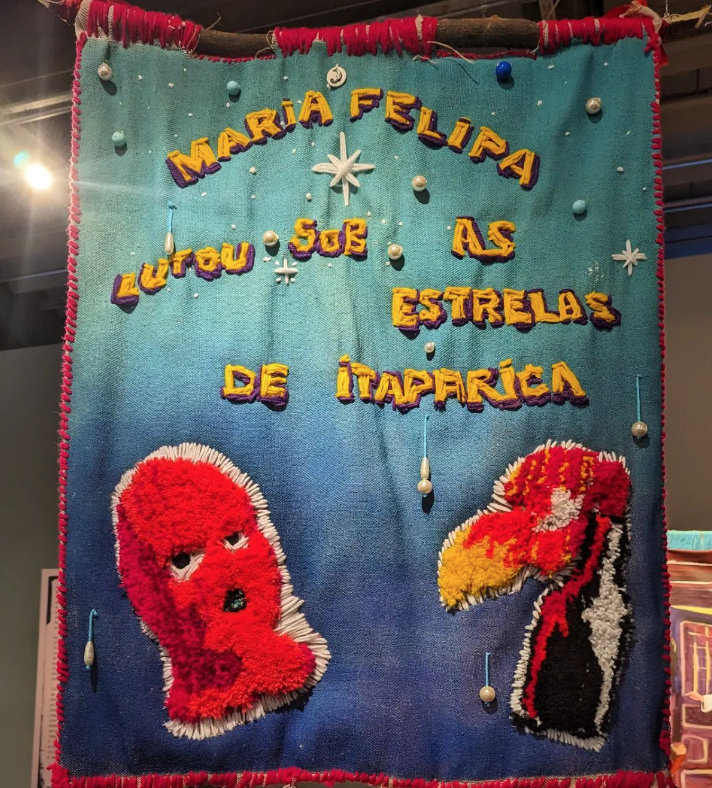 MARIA FELIPA
LUTOU SOB AS
ESTRELAS
DE ITAPARICA